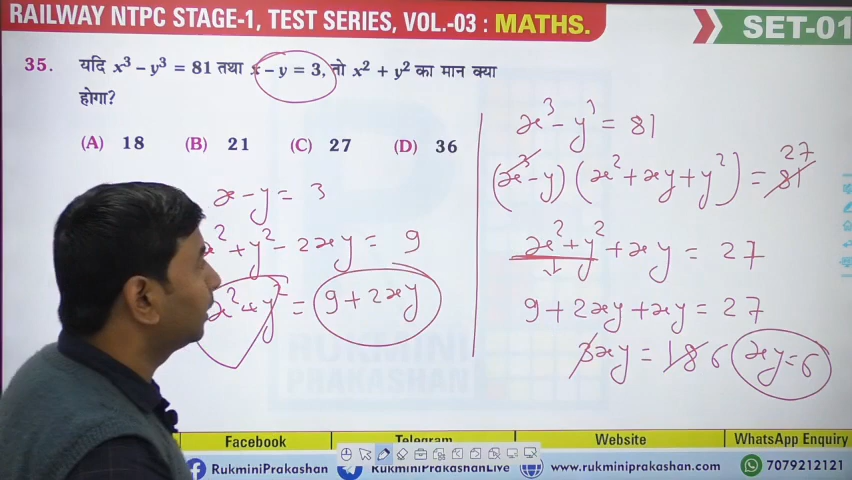 RAILWAY NTPC STAGE-1, TEST SERIES, VOL.-03 : MATHS.
SET-01
35. यदि x³ – y³ = 81 तथा x – y = 3, तो x² + y² का मान क्या
होगा?
(A) 18 (B) 21 (C) 27 (D) 36
x - y = 3
x² + y² - 2xy = 9
x² + y² = 9 + 2xy
x³ - y³ = 81
(x - y) (x² + xy + y²) = 81 27
x² + y² + xy = 27
9 + 2xy + xy = 27
3xy = 18 6 xy = 6
RUKMINI
PRAKASHAN
Facebook
Telegram
Website
WhatsApp Enquiry
RukminiPrakashan
RukminiPrakashanLive
www.rukminiprakashan.com
7079212121